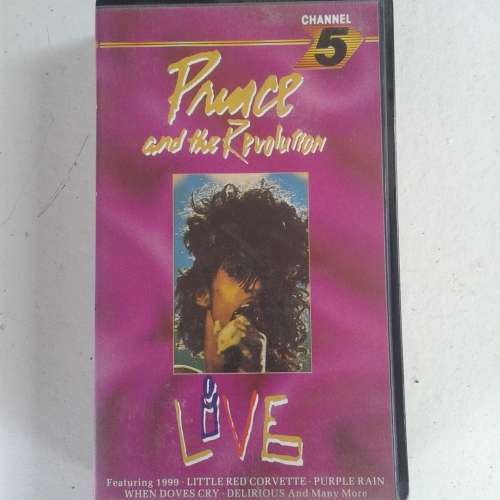 CHANNEL
5
Prince
and the Revolution
LIVE
Featuring 1999 · LITTLE RED CORVETTE · PURPLE RAIN
WHEN DOVES CRY · DELIRIOUS And Many More